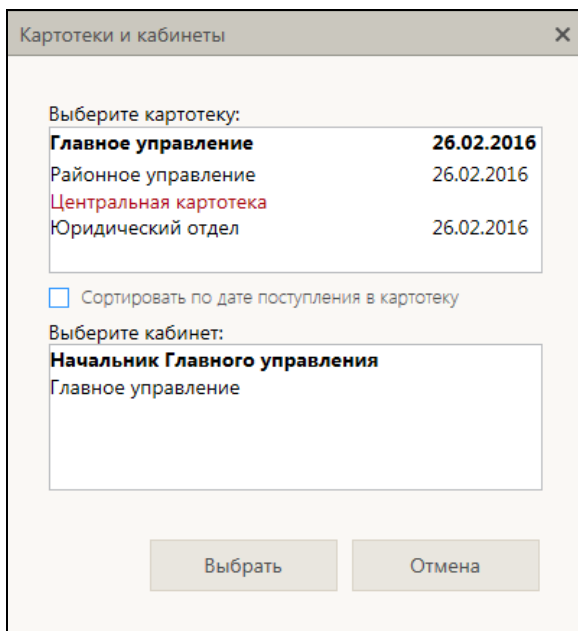 Картотеки и кабинеты
Выберите картотеку:
Главное управление 26.02.2016
Районное управление 26.02.2016
Центральная картотека
Юридический отдел 26.02.2016
Сортировать по дате поступления в картотеку
Выберите кабинет:
Начальник Главного управления
Главное управление
Выбрать Отмена